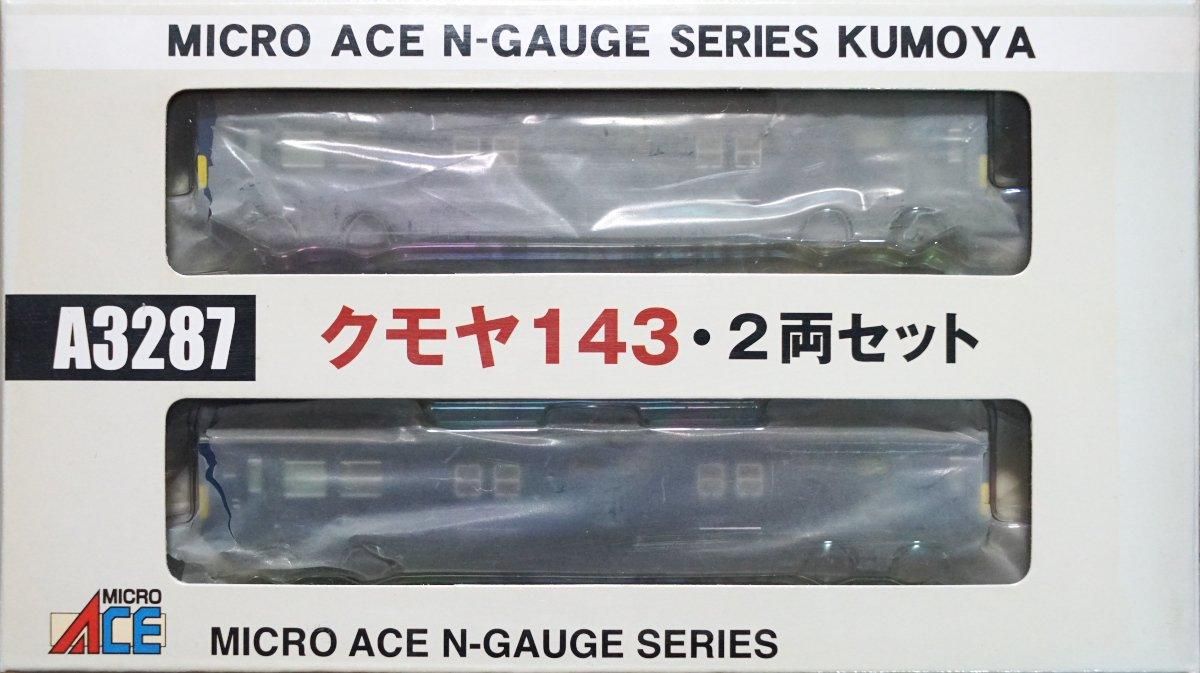 MICRO ACE N-GAUGE SERIES KUMOYA
A3287
クモヤ143・2両セット
MICRO
ACE
MICRO ACE N-GAUGE SERIES